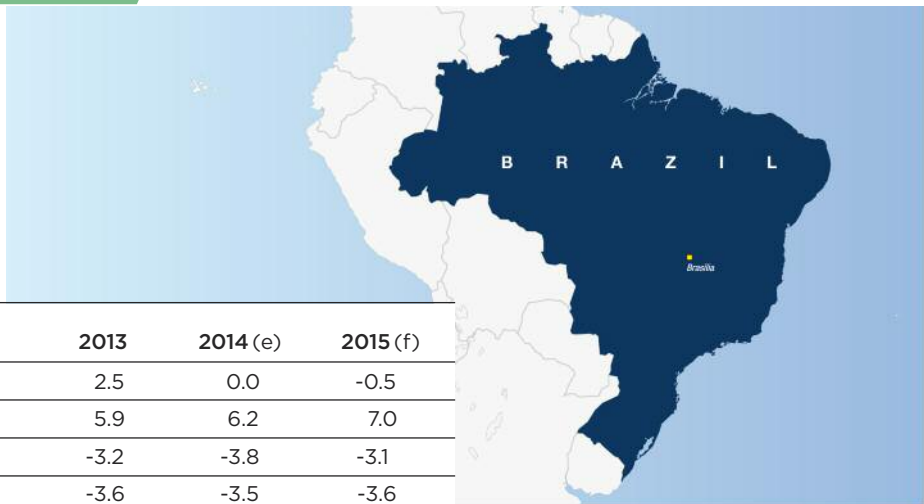 B R A Z I L
Brasília
2013 2014 (e) 2015 (f)
2.5 0.0 -0.5
5.9 6.2 7.0
-3.2 -3.8 -3.1
-3.6 -3.5 -3.6